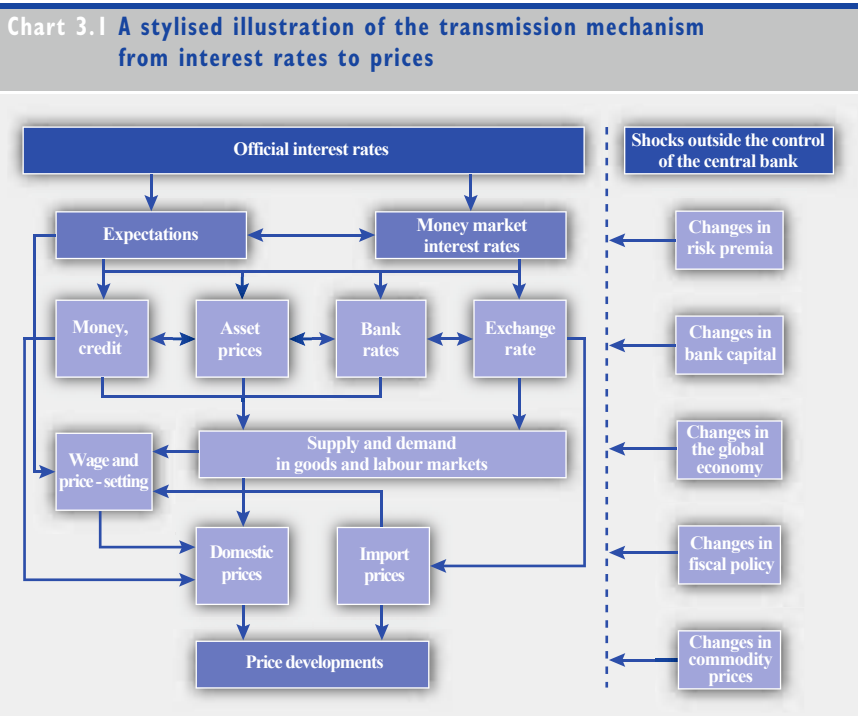 Chart 3.1 A stylised illustration of the transmission mechanism
from interest rates to prices
Official interest rates
Shocks outside the control
of the central bank
Expectations
Money market
interest rates
Changes in
risk premia
Money,
credit
Asset
prices
Bank
rates
Exchange
rate
Changes in
bank capital
Supply and demand
in goods and labour markets
Wage and
price - setting
Changes in
the global
economy
Domestic
prices
Import
prices
Changes in
fiscal policy
Price developments
Changes in
commodity
prices